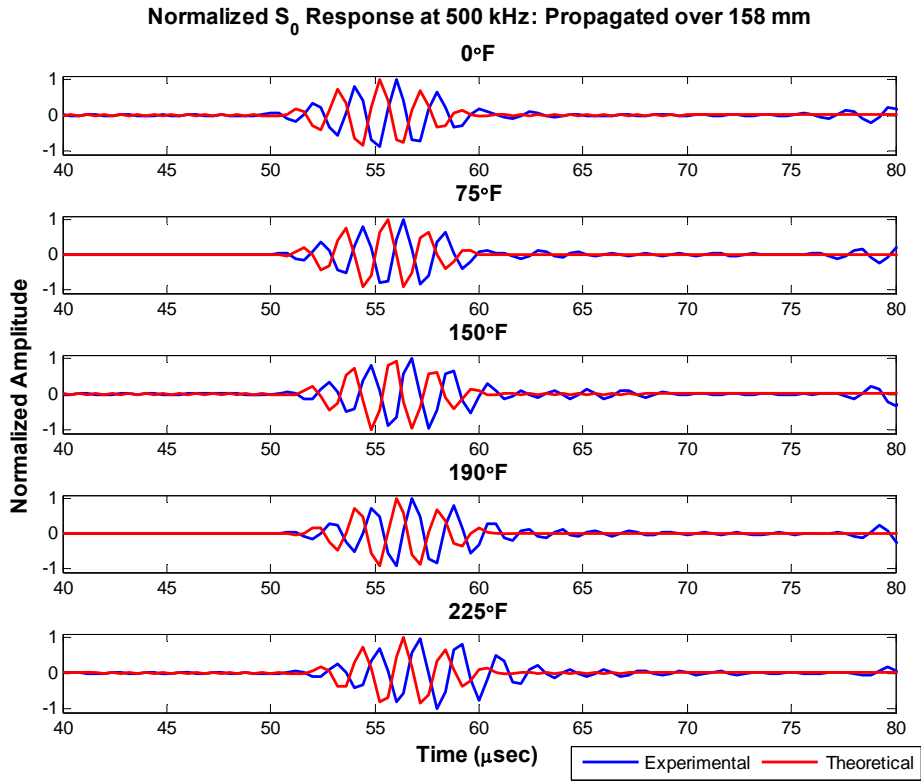 Normalized S0 Response at 500 kHz: Propagated over 158 mm
0°F
1
0
-1
40 45 50 55 60 65 70 75 80
75°F
1
0
-1
40 45 50 55 60 65 70 75 80
150°F
1
0
-1
40 45 50 55 60 65 70 75 80
190°F
1
0
-1
40 45 50 55 60 65 70 75 80
225°F
1
0
-1
40 45 50 55 60 65 70 75 80
Normalized Amplitude
Time (μsec)
Experimental Theoretical